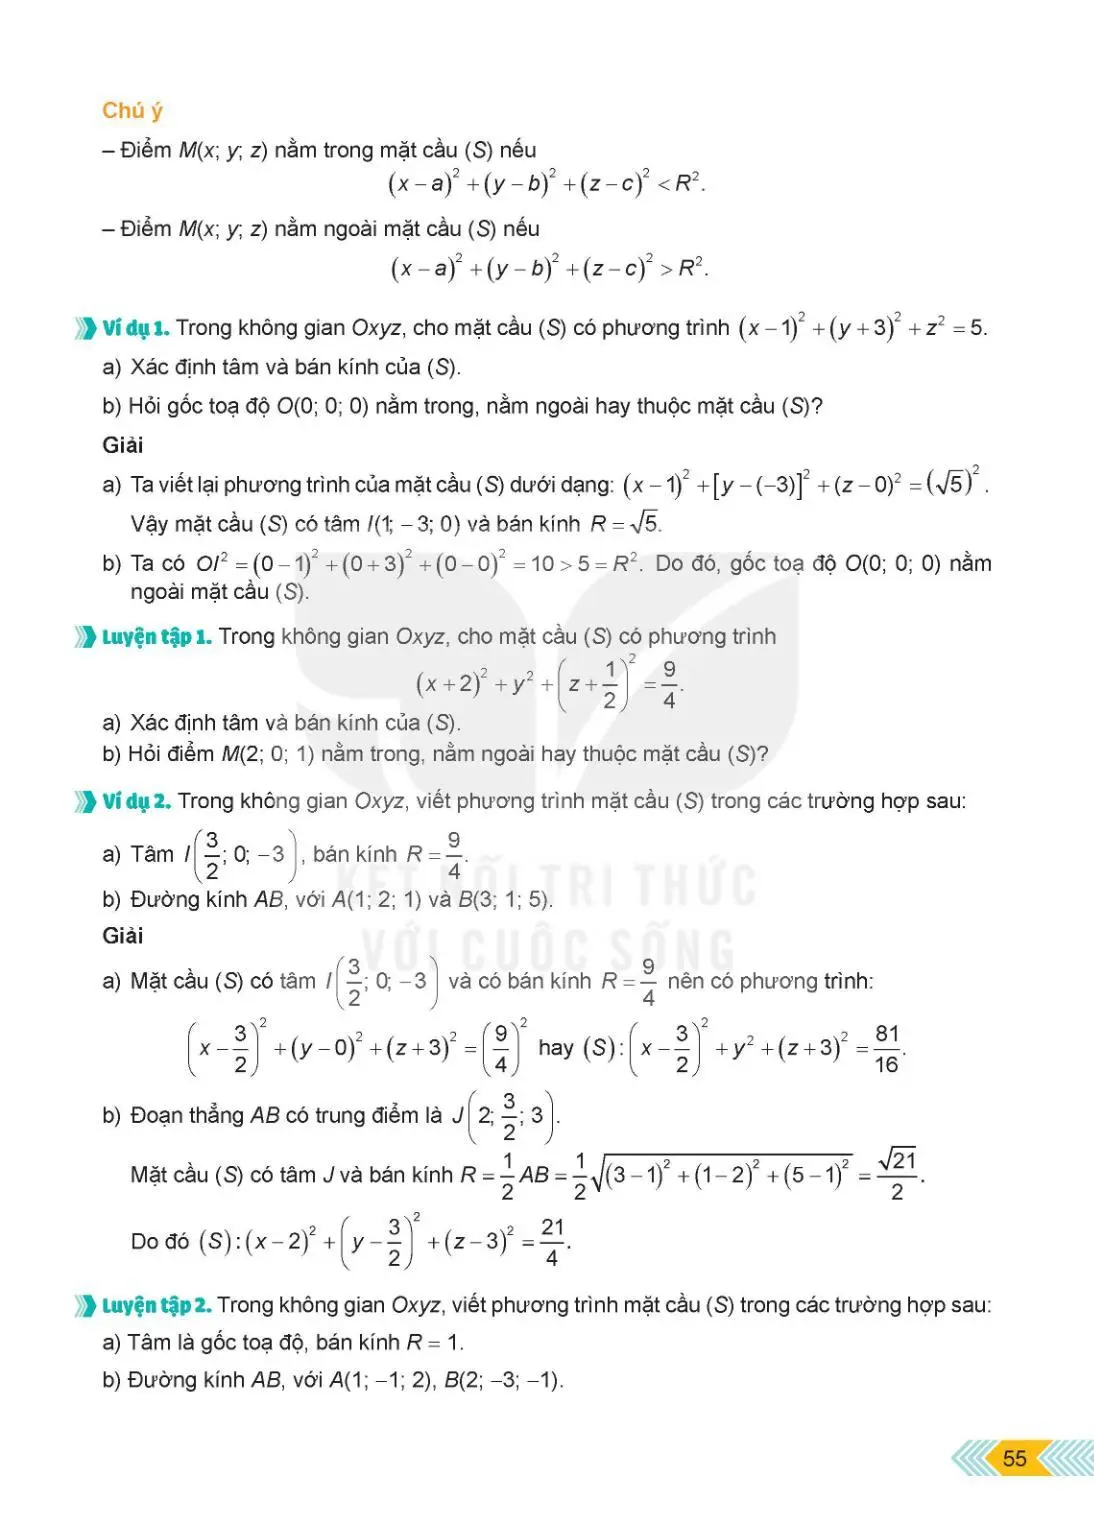 Chú ý
– Điểm M(x; y; z) nằm trong mặt cầu (S) nếu
(x – a)² + (y – b)² + (z – c)² < R².
– Điểm M(x; y; z) nằm ngoài mặt cầu (S) nếu
(x – a)² + (y – b)² + (z – c)² > R².
Ví dụ 1. Trong không gian Oxyz, cho mặt cầu (S) có phương trình (x – 1)² + (y + 3)² + z² = 5.
a) Xác định tâm và bán kính của (S).
b) Hỏi gốc toạ độ O(0; 0; 0) nằm trong, nằm ngoài hay thuộc mặt cầu (S)?
Giải
a) Ta viết lại phương trình của mặt cầu (S) dưới dạng: (x – 1)² + [y – (–3)]² + (z – 0)² = (√5)².
Vậy mặt cầu (S) có tâm I(1; – 3; 0) và bán kính R = √5.
b) Ta có OI² = (0 – 1)² + (0 + 3)² + (0 – 0)² = 10 > 5 = R². Do đó, gốc toạ độ O(0; 0; 0) nằm
ngoài mặt cầu (S).
Luyện tập 1. Trong không gian Oxyz, cho mặt cầu (S) có phương trình
(x + 2)² + y² + (z + 1/2)² = 9/4.
a) Xác định tâm và bán kính của (S).
b) Hỏi điểm M(2; 0; 1) nằm trong, nằm ngoài hay thuộc mặt cầu (S)?
Ví dụ 2. Trong không gian Oxyz, viết phương trình mặt cầu (S) trong các trường hợp sau:
a) Tâm I(3/2; 0; –3), bán kính R = 9/4.
KẾT NỐI TRI THỨC
b) Đường kính AB, với A(1; 2; 1) và B(3; 1; 5).
Giải
VỚI CUỘC SỐNG
a) Mặt cầu (S) có tâm I(3/2; 0; –3) và có bán kính R = 9/4 nên có phương trình:
(x – 3/2)² + (y – 0)² + (z + 3)² = (9/4)² hay (S): (x – 3/2)² + y² + (z + 3)² = 81/16.
b) Đoạn thẳng AB có trung điểm là J(2; 3/2; 3).
Mặt cầu (S) có tâm J và bán kính R = 1/2 AB = 1/2 √((3 – 1)² + (1 – 2)² + (5 – 1)²) = √21/2.
Do đó (S): (x – 2)² + (y – 3/2)² + (z – 3)² = 21/4.
Luyện tập 2. Trong không gian Oxyz, viết phương trình mặt cầu (S) trong các trường hợp sau:
a) Tâm là gốc toạ độ, bán kính R = 1.
b) Đường kính AB, với A(1; –1; 2), B(2; –3; –1).
55